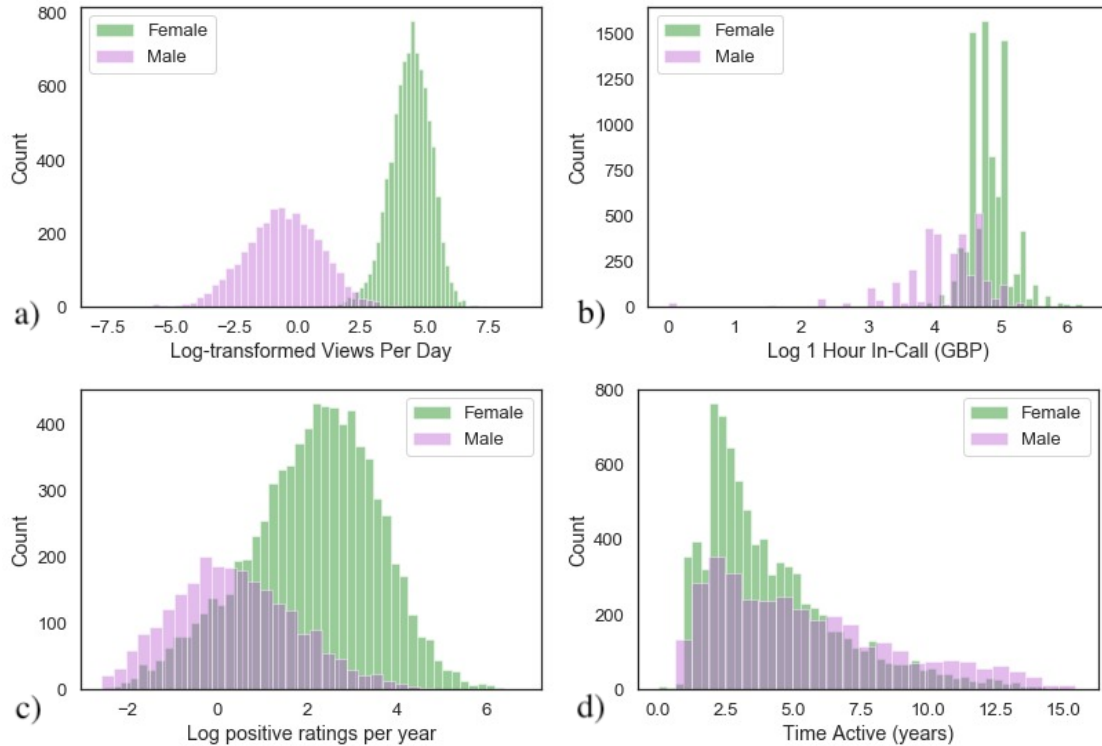 800
600
400
200
0
Count
Female
Male
−7.5 −5.0 −2.5 0.0 2.5 5.0 7.5
Log-transformed Views Per Day
a)
1500
1250
1000
750
500
250
0
Count
Female
Male
0 1 2 3 4 5 6
Log 1 Hour In-Call (GBP)
b)
400
300
200
100
0
Count
Female
Male
−2 0 2 4 6
Log positive ratings per year
c)
800
600
400
200
0
Count
Female
Male
0.0 2.5 5.0 7.5 10.0 12.5 15.0
Time Active (years)
d)